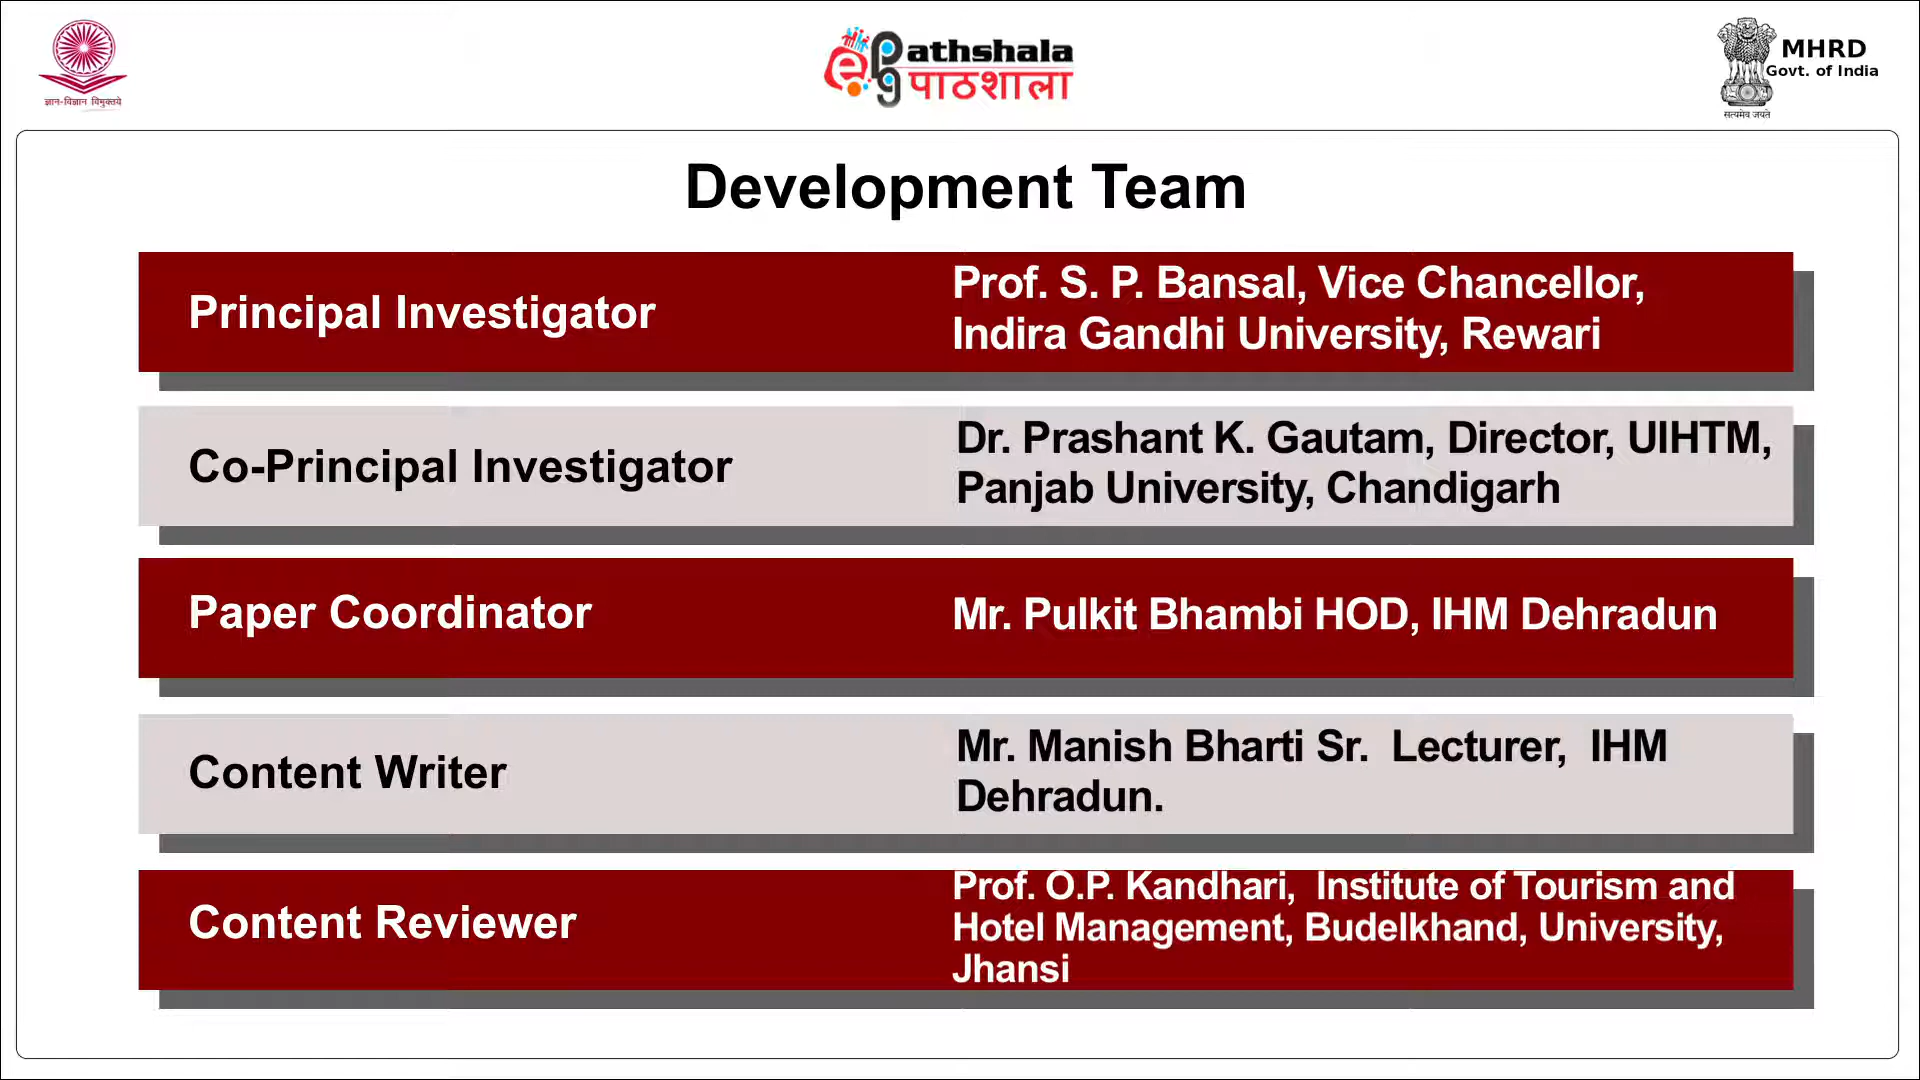 ज्ञान-विज्ञान विमुक्तये
ePathshala
पाठशाला
MHRD
Govt. of India
सत्यमेव जयते
Development Team
Principal Investigator
Prof. S. P. Bansal, Vice Chancellor,
Indira Gandhi University, Rewari
Co-Principal Investigator
Dr. Prashant K. Gautam, Director, UIHTM,
Panjab University, Chandigarh
Paper Coordinator
Mr. Pulkit Bhambi HOD, IHM Dehradun
Content Writer
Mr. Manish Bharti Sr.  Lecturer,  IHM
Dehradun.
Content Reviewer
Prof. O.P. Kandhari,  Institute of Tourism and
Hotel Management, Budelkhand, University,
Jhansi